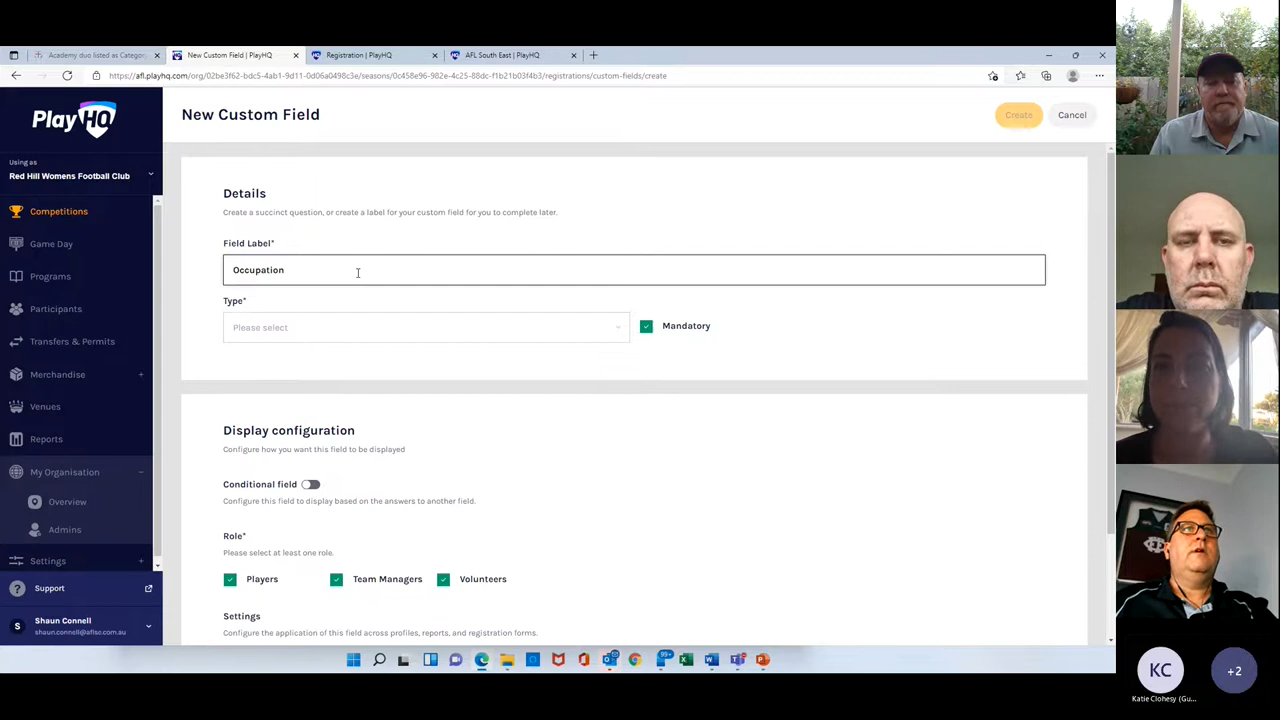 Academy duo listed as Categor
New Custom Field | PlayHQ
Registration | PlayHQ
AFL South East | PlayHQ
https://afl.playhq.com/org/02be3f62-bdc5-4ab1-9d11-0d06a0498c3e/seasons/0c458e96-982e-4c25-88dc-f1b21b03f4b3/registrations/custom-fields/create
PlayHQ
Using as
Red Hill Womens Football Club
Competitions
Game Day
Programs
Participants
Transfers & Permits
Merchandise
Venues
Reports
My Organisation
Overview
Admins
Settings
Support
S
Shaun Connell
shaun.connell@aflso.com.au
New Custom Field
Create
Cancel
Details
Create a succinct question, or create a label for your custom field for you to complete later.
Field Label*
Occupation
Type*
Please select
Mandatory
Display configuration
Configure how you want this field to be displayed
Conditional field
Configure this field to display based on the answers to another field.
Role*
Please select at least one role.
Players
Team Managers
Volunteers
Settings
Configure the application of this field across profiles, reports, and registration forms.
99+
KC
Katie Clohesy (Gu...
+2